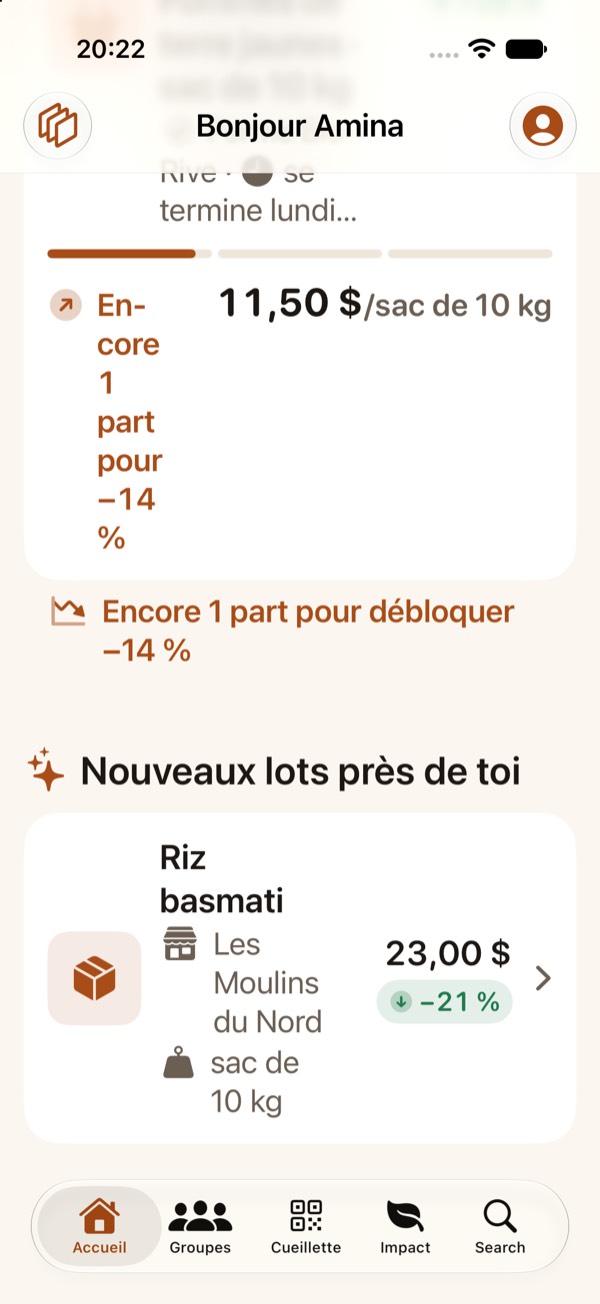 20:22
Bonjour Amina
Rive · se
termine lundi...
En-
core
1
part
pour
−14
%
11,50 $/sac de 10 kg
Encore 1 part pour débloquer
−14 %
Nouveaux lots près de toi
Riz
basmati
Les
Moulins
du Nord
sac de
10 kg
23,00 $
−21 %
Accueil
Groupes
Cueillette
Impact
Search